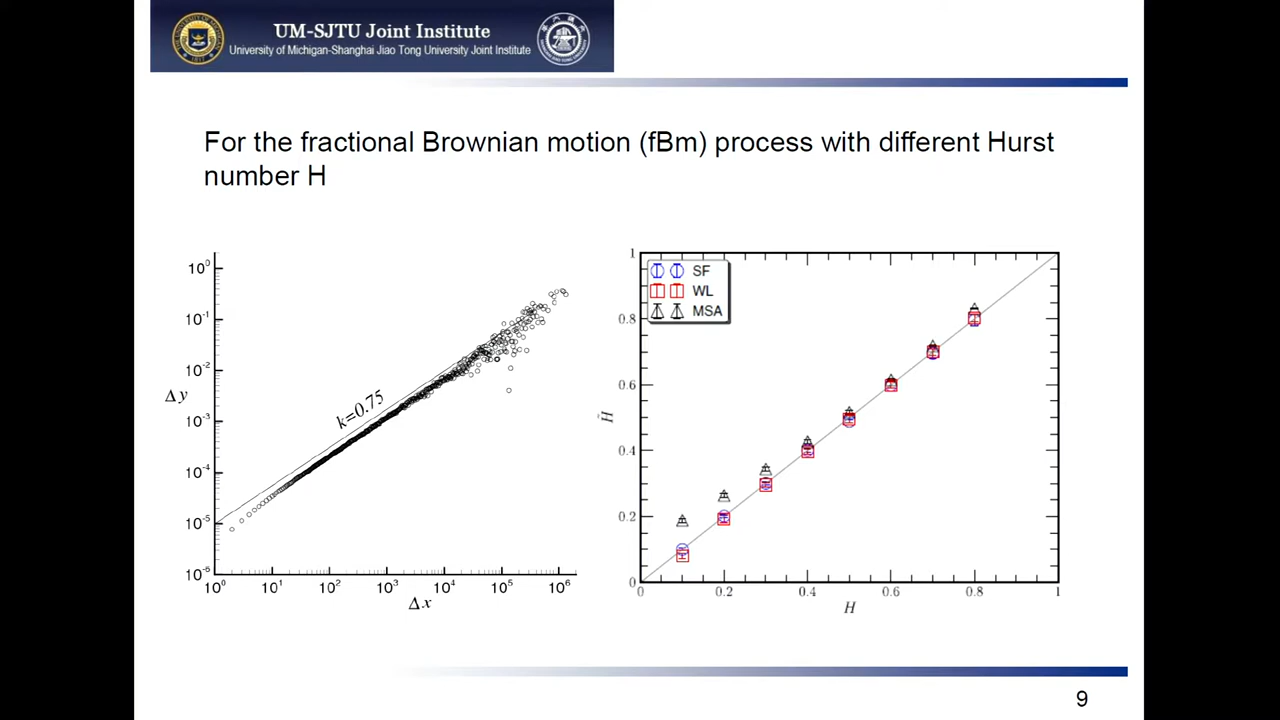 UM-SJTU Joint Institute
University of Michigan-Shanghai Jiao Tong University Joint Institute
For the fractional Brownian motion (fBm) process with different Hurst
number H
10⁰
10⁻¹
10⁻²
10⁻³
10⁻⁴
10⁻⁵
10⁻⁶
Δy
k=0.75
10⁰ 10¹ 10² 10³ 10⁴ 10⁵ 10⁶
Δx
SF
WL
MSA
1
0.8
0.6
0.4
0.2
0
H̃
0 0.2 0.4 0.6 0.8 1
H
9